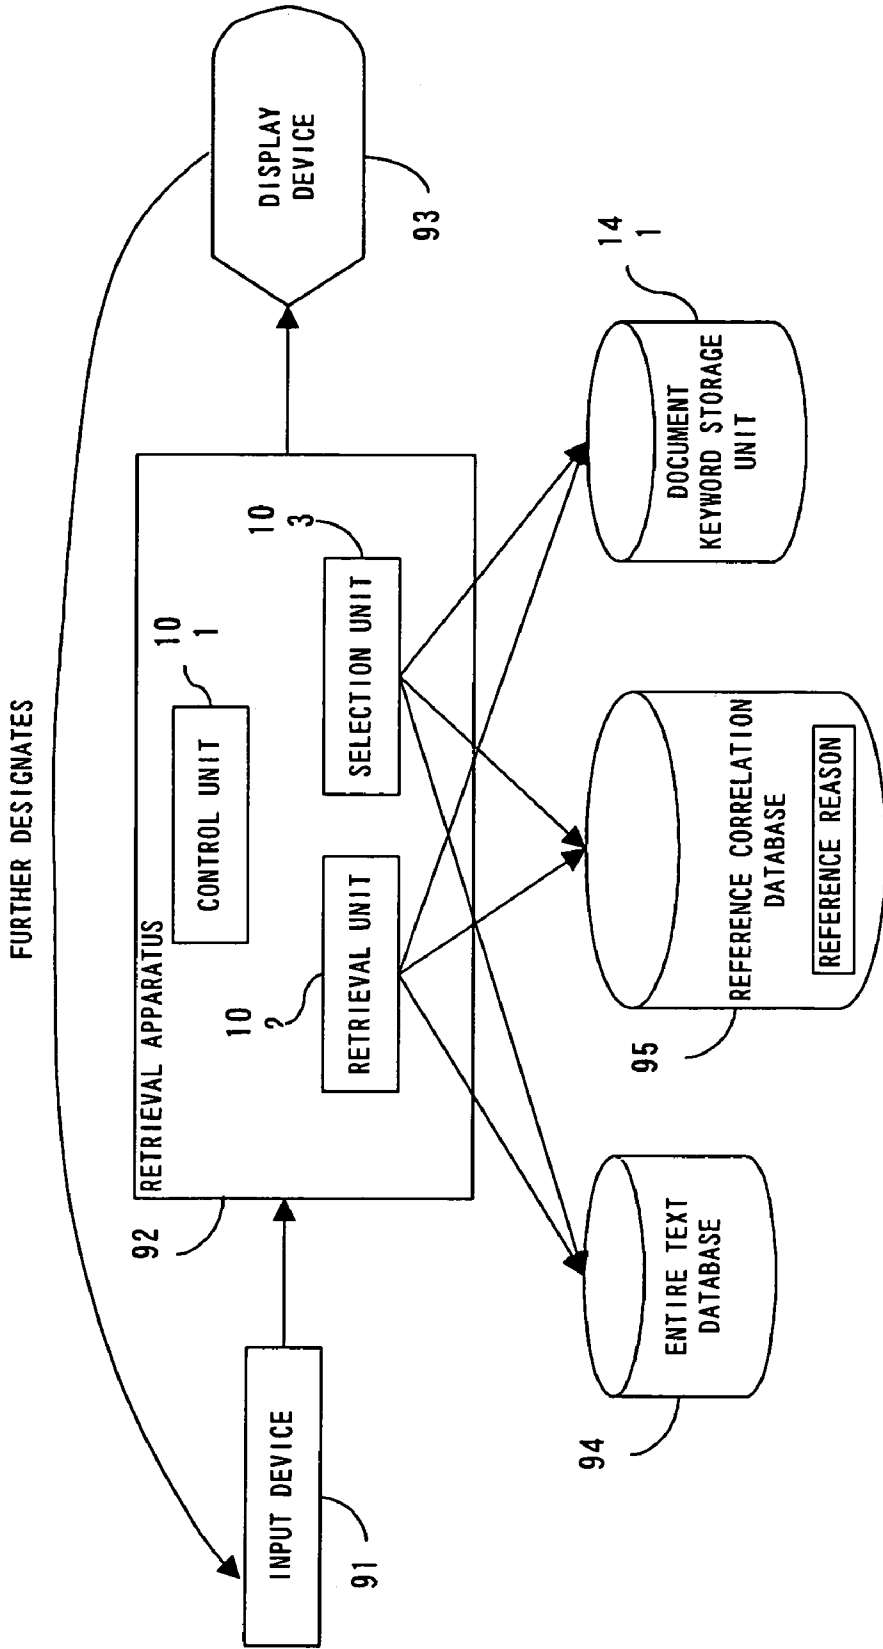 FURTHER DESIGNATES
RETRIEVAL APPARATUS
92
CONTROL UNIT
10
1
RETRIEVAL UNIT
10
2
SELECTION UNIT
10
3
INPUT DEVICE
91
DISPLAY
DEVICE
93
ENTIRE TEXT
DATABASE
94
REFERENCE CORRELATION
DATABASE
REFERENCE REASON
95
DOCUMENT
KEYWORD STORAGE
UNIT
14
1